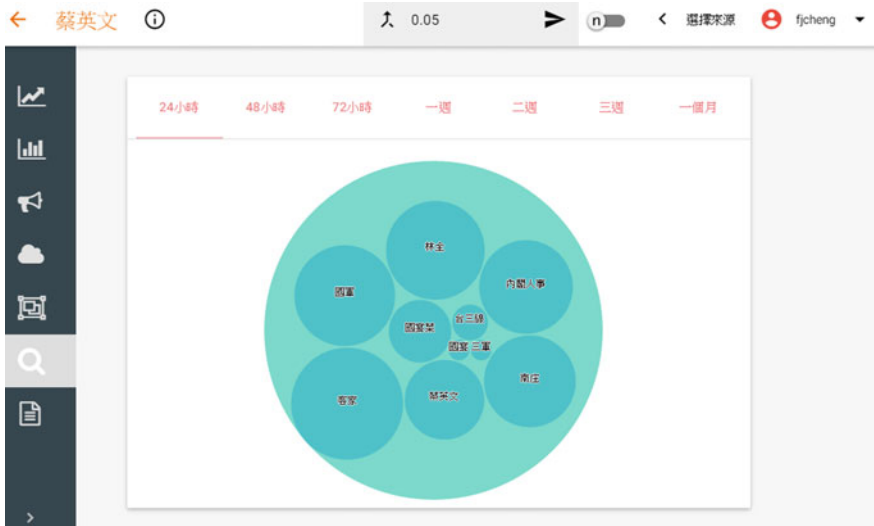 蔡英文
0.05
n
選擇來源
fjcheng
24小時 48小時 72小時 一週 二週 三週 一個月
林全
內閣人事
國軍
台三線
國宴菜
國宴 三軍
南庄
客家
蔡英文